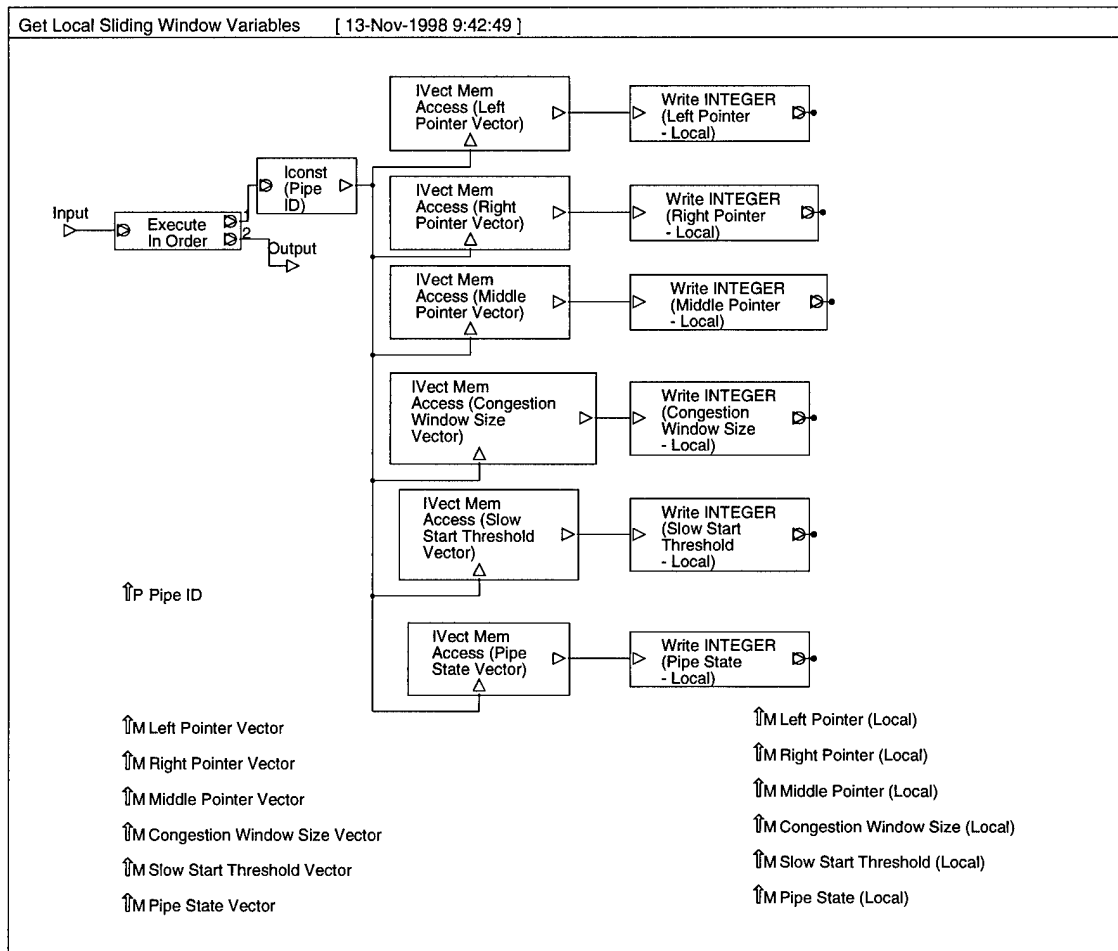 Get Local Sliding Window Variables [ 13-Nov-1998 9:42:49 ]
IVect Mem
Access (Left
Pointer Vector)
Write INTEGER
(Left Pointer
- Local)
Iconst
(Pipe
ID)
IVect Mem
Access (Right
Pointer Vector)
Write INTEGER
(Right Pointer
- Local)
Input
Execute
In Order
1
2
Output
IVect Mem
Access (Middle
Pointer Vector)
Write INTEGER
(Middle Pointer
- Local)
IVect Mem
Access (Congestion
Window Size
Vector)
Write INTEGER
(Congestion
Window Size
- Local)
IVect Mem
Access (Slow
Start Threshold
Vector)
Write INTEGER
(Slow Start
Threshold
- Local)
⇑P Pipe ID
IVect Mem
Access (Pipe
State Vector)
Write INTEGER
(Pipe State
- Local)
⇑M Left Pointer Vector
⇑M Right Pointer Vector
⇑M Middle Pointer Vector
⇑M Congestion Window Size Vector
⇑M Slow Start Threshold Vector
⇑M Pipe State Vector
⇑M Left Pointer (Local)
⇑M Right Pointer (Local)
⇑M Middle Pointer (Local)
⇑M Congestion Window Size (Local)
⇑M Slow Start Threshold (Local)
⇑M Pipe State (Local)